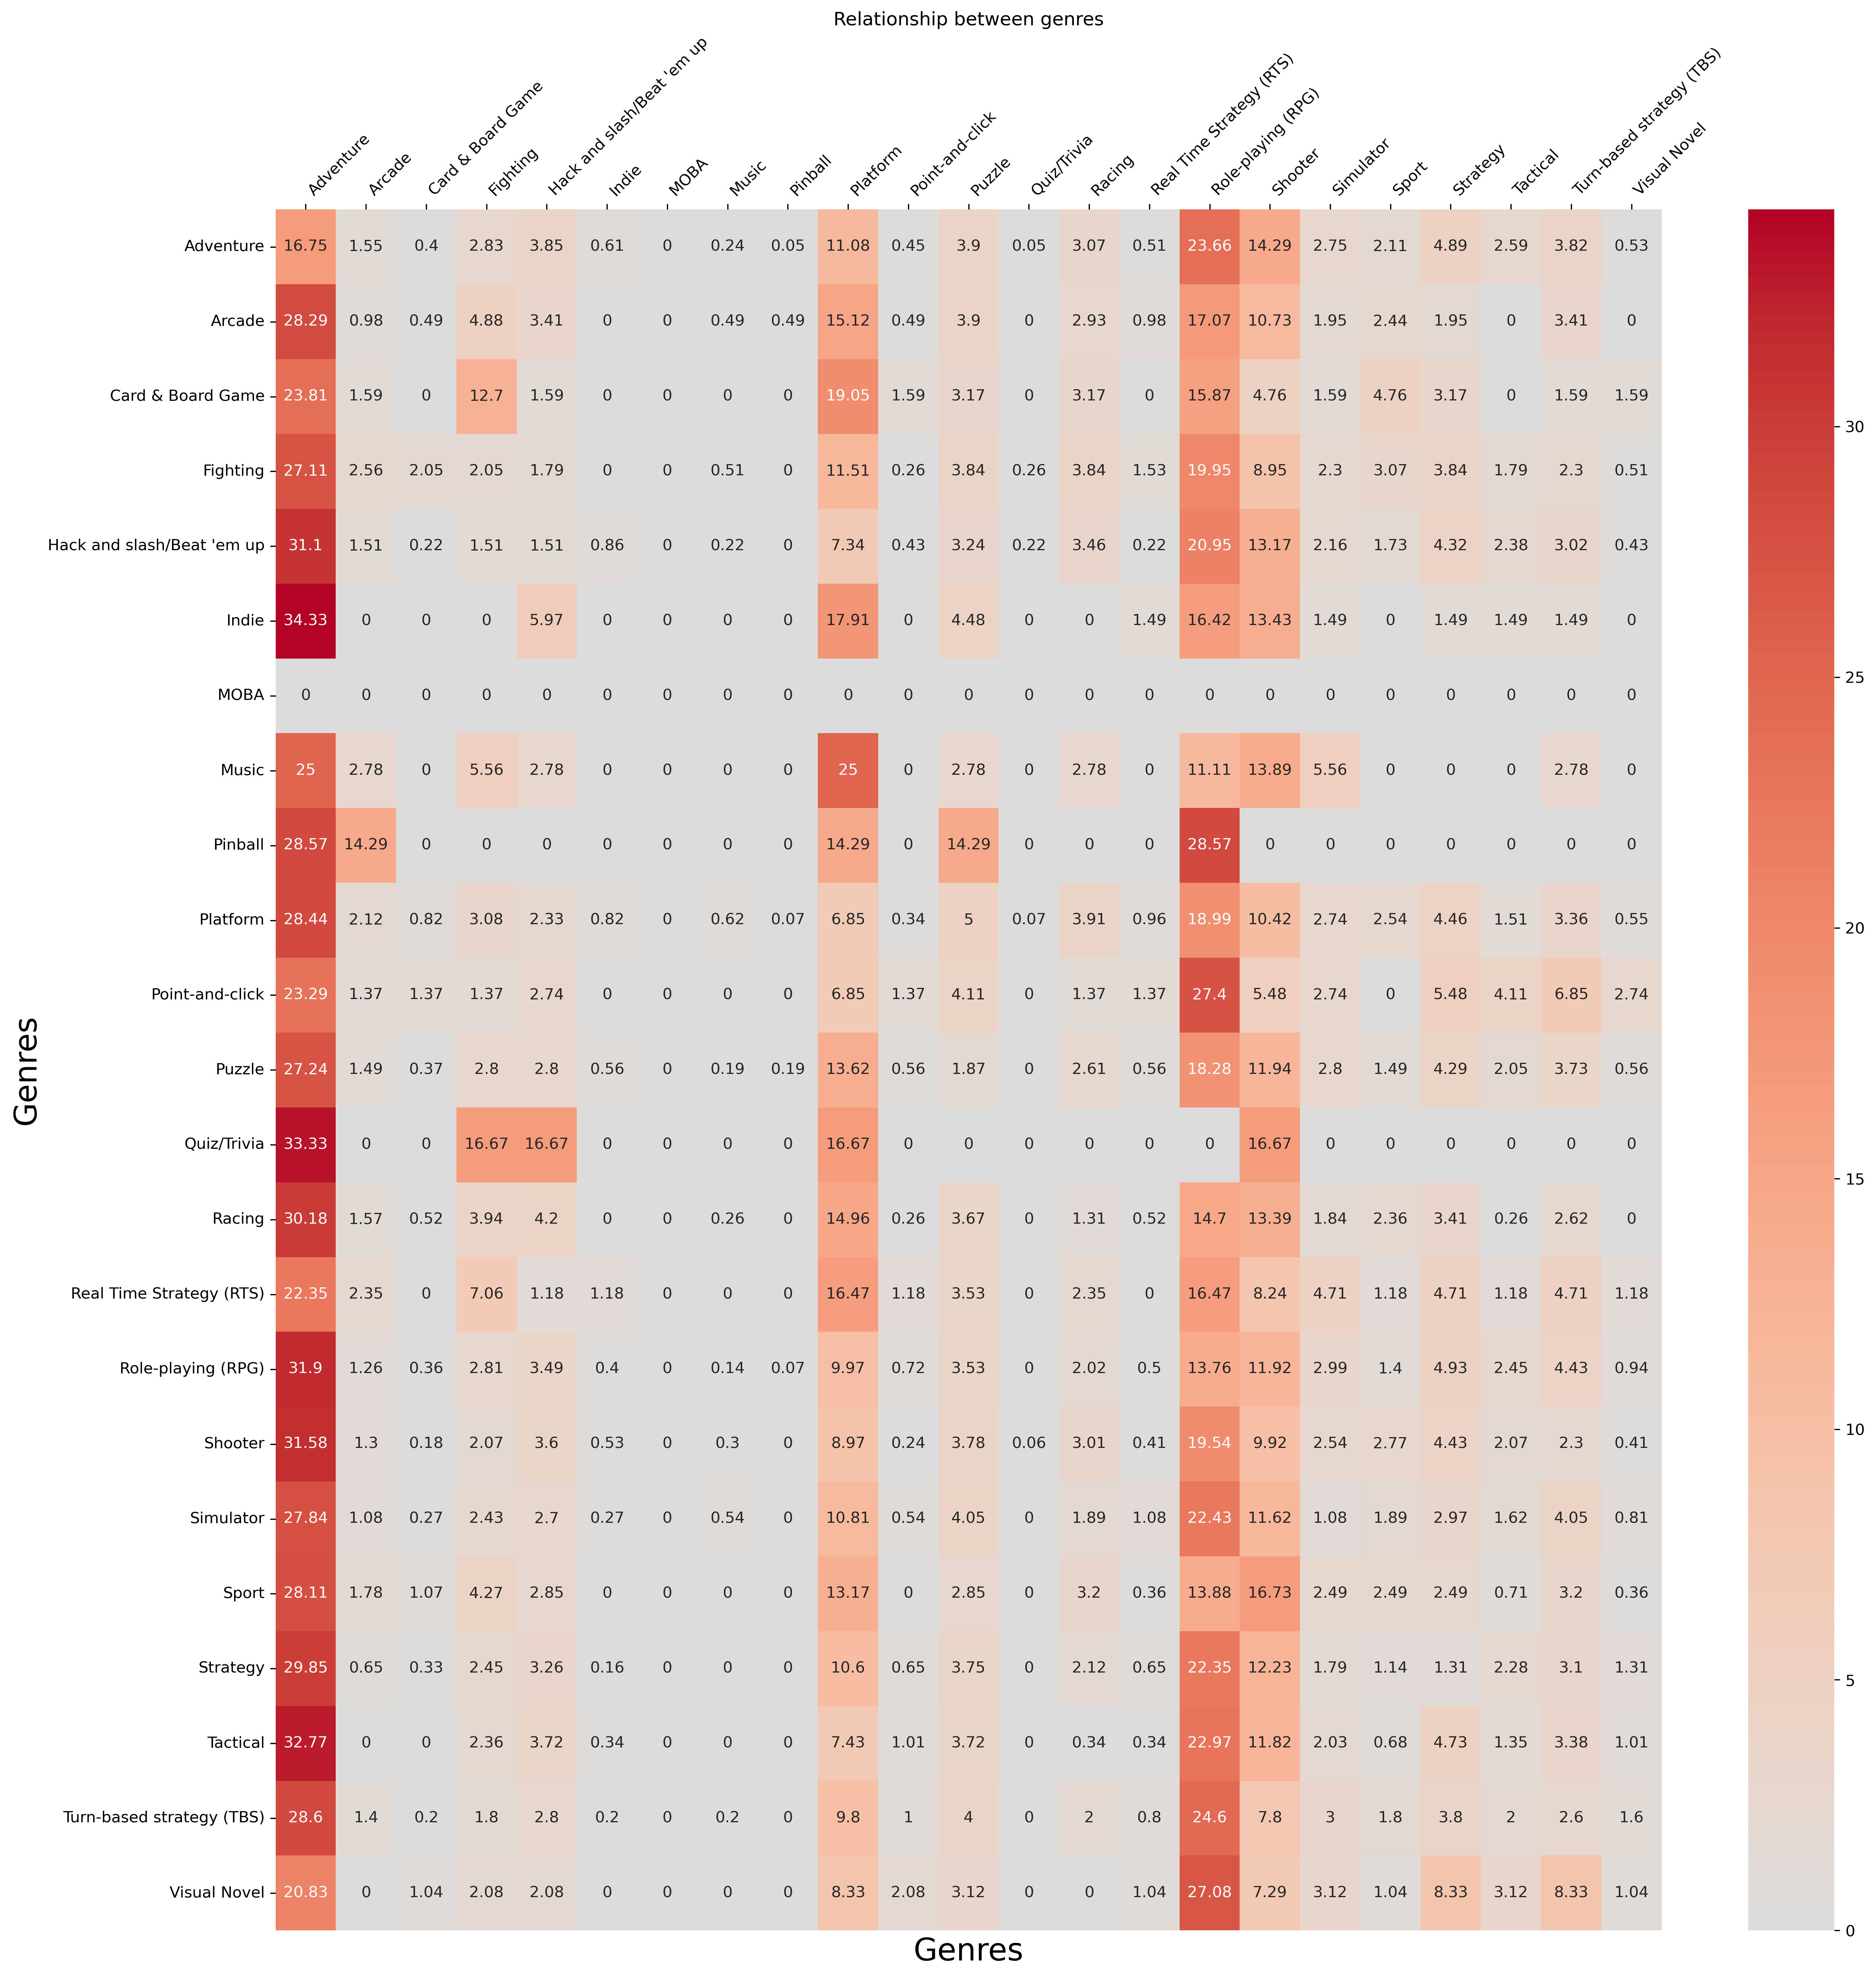 Relationship between genres
Adventure
Arcade
Card & Board Game
Fighting
Hack and slash/Beat 'em up
Indie
MOBA
Music
Pinball
Platform
Point-and-click
Puzzle
Quiz/Trivia
Racing
Real Time Strategy (RTS)
Role-playing (RPG)
Shooter
Simulator
Sport
Strategy
Tactical
Turn-based strategy (TBS)
Visual Novel
Adventure 16.75 1.55 0.4 2.83 3.85 0.61 0 0.24 0.05 11.08 0.45 3.9 0.05 3.07 0.51 23.66 14.29 2.75 2.11 4.89 2.59 3.82 0.53
Arcade 28.29 0.98 0.49 4.88 3.41 0 0 0.49 0.49 15.12 0.49 3.9 0 2.93 0.98 17.07 10.73 1.95 2.44 1.95 0 3.41 0
Card & Board Game 23.81 1.59 0 12.7 1.59 0 0 0 0 19.05 1.59 3.17 0 3.17 0 15.87 4.76 1.59 4.76 3.17 0 1.59 1.59
Fighting 27.11 2.56 2.05 2.05 1.79 0 0 0.51 0 11.51 0.26 3.84 0.26 3.84 1.53 19.95 8.95 2.3 3.07 3.84 1.79 2.3 0.51
Hack and slash/Beat 'em up 31.1 1.51 0.22 1.51 1.51 0.86 0 0.22 0 7.34 0.43 3.24 0.22 3.46 0.22 20.95 13.17 2.16 1.73 4.32 2.38 3.02 0.43
Indie 34.33 0 0 0 5.97 0 0 0 0 17.91 0 4.48 0 0 1.49 16.42 13.43 1.49 0 1.49 1.49 1.49 0
MOBA 0 0 0 0 0 0 0 0 0 0 0 0 0 0 0 0 0 0 0 0 0 0 0
Music 25 2.78 0 5.56 2.78 0 0 0 0 25 0 2.78 0 2.78 0 11.11 13.89 5.56 0 0 0 2.78 0
Pinball 28.57 14.29 0 0 0 0 0 0 0 14.29 0 14.29 0 0 0 28.57 0 0 0 0 0 0 0
Platform 28.44 2.12 0.82 3.08 2.33 0.82 0 0.62 0.07 6.85 0.34 5 0.07 3.91 0.96 18.99 10.42 2.74 2.54 4.46 1.51 3.36 0.55
Point-and-click 23.29 1.37 1.37 1.37 2.74 0 0 0 0 6.85 1.37 4.11 0 1.37 1.37 27.4 5.48 2.74 0 5.48 4.11 6.85 2.74
Puzzle 27.24 1.49 0.37 2.8 2.8 0.56 0 0.19 0.19 13.62 0.56 1.87 0 2.61 0.56 18.28 11.94 2.8 1.49 4.29 2.05 3.73 0.56
Quiz/Trivia 33.33 0 0 16.67 16.67 0 0 0 0 16.67 0 0 0 0 0 0 16.67 0 0 0 0 0 0
Racing 30.18 1.57 0.52 3.94 4.2 0 0 0.26 0 14.96 0.26 3.67 0 1.31 0.52 14.7 13.39 1.84 2.36 3.41 0.26 2.62 0
Real Time Strategy (RTS) 22.35 2.35 0 7.06 1.18 1.18 0 0 0 16.47 1.18 3.53 0 2.35 0 16.47 8.24 4.71 1.18 4.71 1.18 4.71 1.18
Role-playing (RPG) 31.9 1.26 0.36 2.81 3.49 0.4 0 0.14 0.07 9.97 0.72 3.53 0 2.02 0.5 13.76 11.92 2.99 1.4 4.93 2.45 4.43 0.94
Shooter 31.58 1.3 0.18 2.07 3.6 0.53 0 0.3 0 8.97 0.24 3.78 0.06 3.01 0.41 19.54 9.92 2.54 2.77 4.43 2.07 2.3 0.41
Simulator 27.84 1.08 0.27 2.43 2.7 0.27 0 0.54 0 10.81 0.54 4.05 0 1.89 1.08 22.43 11.62 1.08 1.89 2.97 1.62 4.05 0.81
Sport 28.11 1.78 1.07 4.27 2.85 0 0 0 0 13.17 0 2.85 0 3.2 0.36 13.88 16.73 2.49 2.49 2.49 0.71 3.2 0.36
Strategy 29.85 0.65 0.33 2.45 3.26 0.16 0 0 0 10.6 0.65 3.75 0 2.12 0.65 22.35 12.23 1.79 1.14 1.31 2.28 3.1 1.31
Tactical 32.77 0 0 2.36 3.72 0.34 0 0 0 7.43 1.01 3.72 0 0.34 0.34 22.97 11.82 2.03 0.68 4.73 1.35 3.38 1.01
Turn-based strategy (TBS) 28.6 1.4 0.2 1.8 2.8 0.2 0 0.2 0 9.8 1 4 0 2 0.8 24.6 7.8 3 1.8 3.8 2 2.6 1.6
Visual Novel 20.83 0 1.04 2.08 2.08 0 0 0 0 8.33 2.08 3.12 0 0 1.04 27.08 7.29 3.12 1.04 8.33 3.12 8.33 1.04
Genres
Genres
30
25
20
15
10
5
0